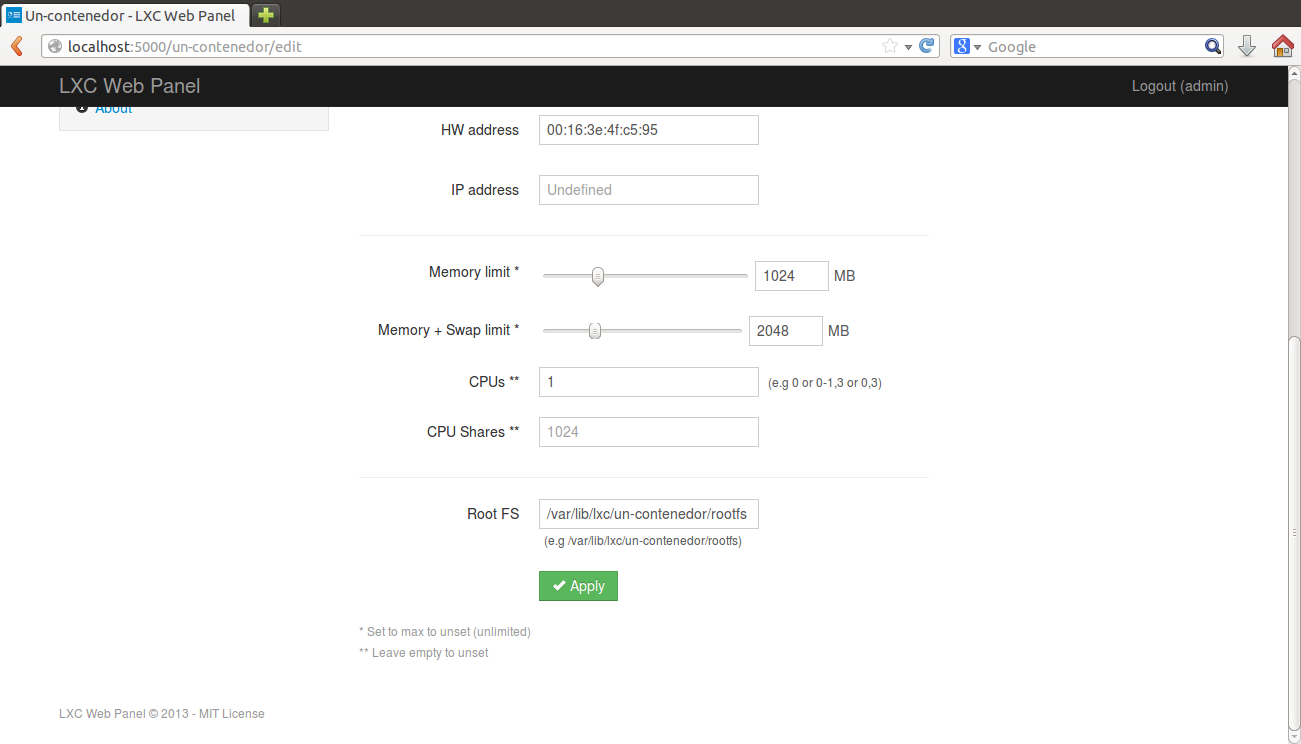 Un-contenedor - LXC Web Panel
localhost:5000/un-contenedor/edit
8 Google
LXC Web Panel Logout (admin)
About
HW address 00:16:3e:4f:c5:95
IP address Undefined
Memory limit * 1024 MB
Memory + Swap limit * 2048 MB
CPUs ** 1 (e.g 0 or 0-1,3 or 0,3)
CPU Shares ** 1024
Root FS /var/lib/lxc/un-contenedor/rootfs
(e.g /var/lib/lxc/un-contenedor/rootfs)
Apply
* Set to max to unset (unlimited)
** Leave empty to unset
LXC Web Panel © 2013 - MIT License